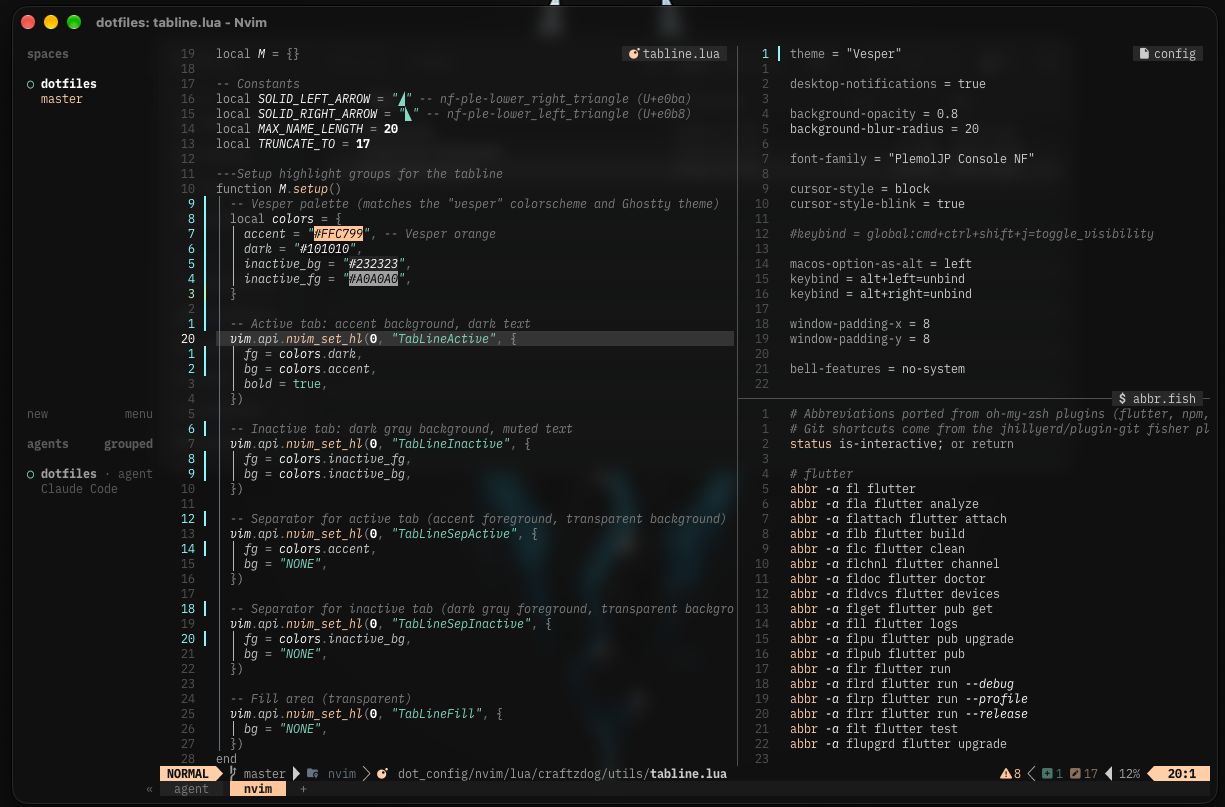 dotfiles: tabline.lua - Nvim
spaces
dotfiles
master
new menu
agents grouped
dotfiles · agent
Claude Code
tabline.lua
19 local M = {}
18
17 -- Constants
16 local SOLID_LEFT_ARROW = "" -- nf-ple-lower_right_triangle (U+e0ba)
15 local SOLID_RIGHT_ARROW = "" -- nf-ple-lower_left_triangle (U+e0b8)
14 local MAX_NAME_LENGTH = 20
13 local TRUNCATE_TO = 17
12
11 ---Setup highlight groups for the tabline
10 function M.setup()
9 -- Vesper palette (matches the "vesper" colorscheme and Ghostty theme)
8 local colors = {
7 accent = "#FFC799", -- Vesper orange
6 dark = "#101010",
5 inactive_bg = "#232323",
4 inactive_fg = "#A0A0A0",
3 }
2
1 -- Active tab: accent background, dark text
20 vim.api.nvim_set_hl(0, "TabLineActive", {
1 fg = colors.dark,
2 bg = colors.accent,
3 bold = true,
4 })
5
6 -- Inactive tab: dark gray background, muted text
7 vim.api.nvim_set_hl(0, "TabLineInactive", {
8 fg = colors.inactive_fg,
9 bg = colors.inactive_bg,
10 })
11
12 -- Separator for active tab (accent foreground, transparent background)
13 vim.api.nvim_set_hl(0, "TabLineSepActive", {
14 fg = colors.accent,
15 bg = "NONE",
16 })
17
18 -- Separator for inactive tab (dark gray foreground, transparent backgro
19 vim.api.nvim_set_hl(0, "TabLineSepInactive", {
20 fg = colors.inactive_bg,
21 bg = "NONE",
22 })
23
24 -- Fill area (transparent)
25 vim.api.nvim_set_hl(0, "TabLineFill", {
26 bg = "NONE",
27 })
28 end
config
1 theme = "Vesper"
1
2 desktop-notifications = true
3
4 background-opacity = 0.8
5 background-blur-radius = 20
6
7 font-family = "PlemolJP Console NF"
8
9 cursor-style = block
10 cursor-style-blink = true
11
12 #keybind = global:cmd+ctrl+shift+j=toggle_visibility
13
14 macos-option-as-alt = left
15 keybind = alt+left=unbind
16 keybind = alt+right=unbind
17
18 window-padding-x = 8
19 window-padding-y = 8
20
21 bell-features = no-system
22
$ abbr.fish
1 # Abbreviations ported from oh-my-zsh plugins (flutter, npm,
1 # Git shortcuts come from the jhillyerd/plugin-git fisher pl
2 status is-interactive; or return
3
4 # flutter
5 abbr -a fl flutter
6 abbr -a fla flutter analyze
7 abbr -a flattach flutter attach
8 abbr -a flb flutter build
9 abbr -a flc flutter clean
10 abbr -a flchnl flutter channel
11 abbr -a fldoc flutter doctor
12 abbr -a fldvcs flutter devices
13 abbr -a flget flutter pub get
14 abbr -a fll flutter logs
15 abbr -a flpu flutter pub upgrade
16 abbr -a flpub flutter pub
17 abbr -a flr flutter run
18 abbr -a flrd flutter run --debug
19 abbr -a flrp flutter run --profile
20 abbr -a flrr flutter run --release
21 abbr -a flt flutter test
22 abbr -a flupgrd flutter upgrade
23
NORMAL master nvim dot_config/nvim/lua/craftzdog/utils/tabline.lua 8 1 17 12% 20:1
« agent nvim +